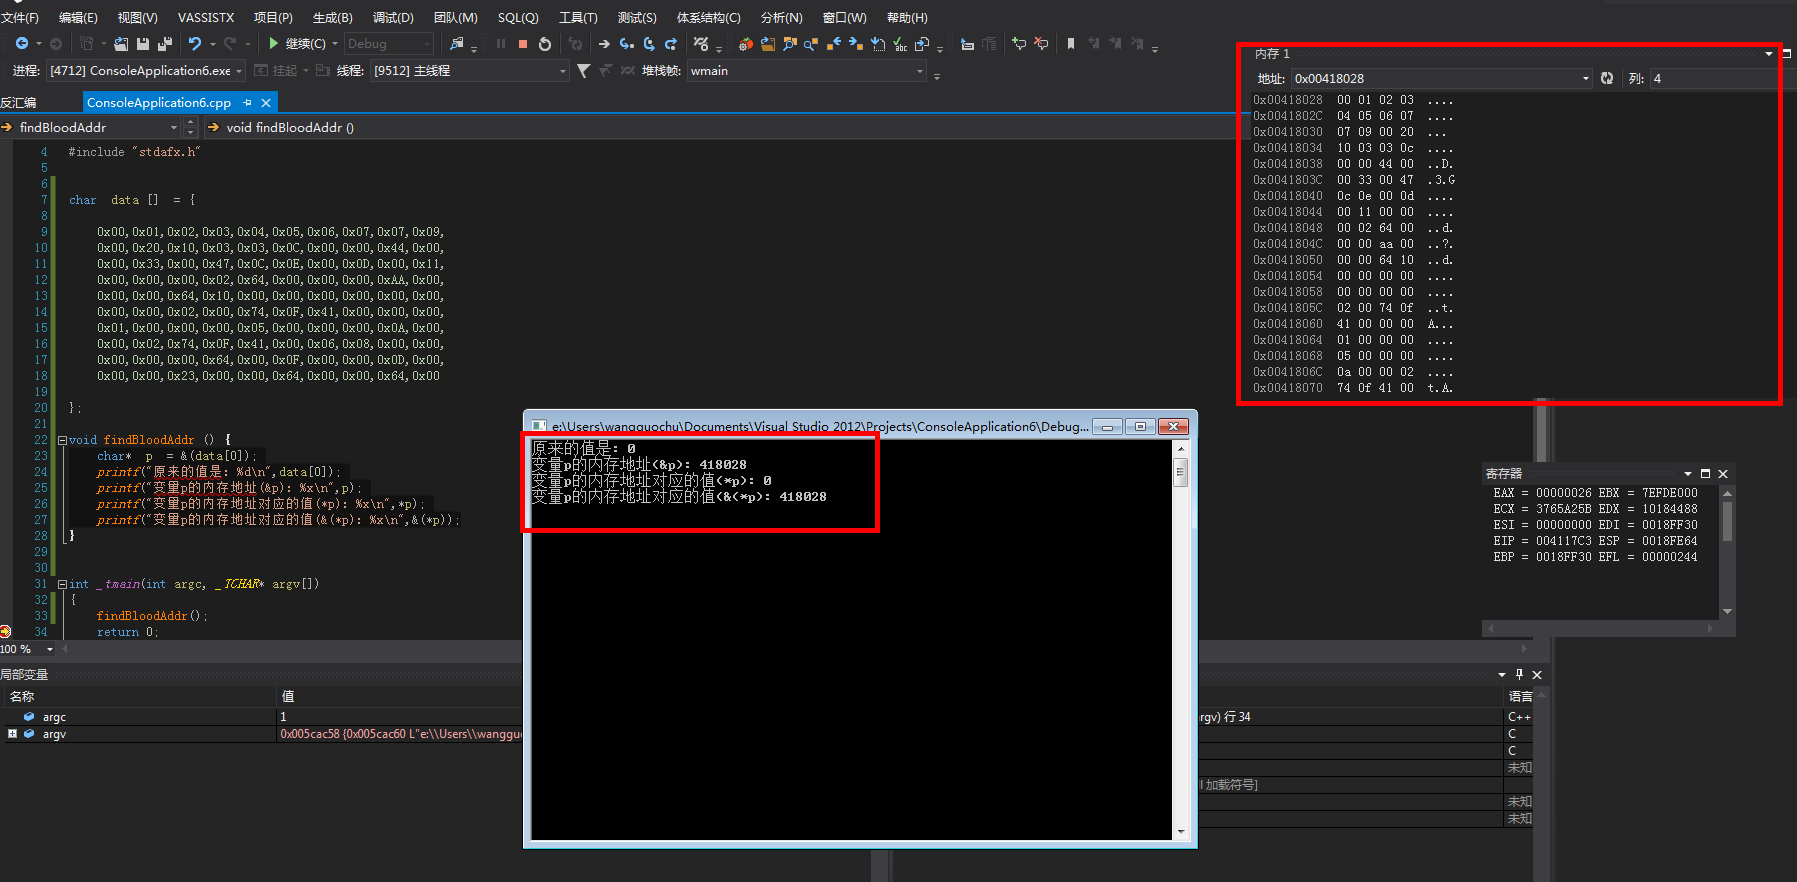 文件(F) 编辑(E) 视图(V) VASSISTX 项目(P) 生成(B) 调试(D) 团队(M) SQL(Q) 工具(T) 测试(S) 体系结构(C) 分析(N) 窗口(W) 帮助(H)
继续(C) Debug
进程: [4712] ConsoleApplication6.exe 挂起 线程: [9512] 主线程 堆栈帧: wmain
反汇编 ConsoleApplication6.cpp
findBloodAddr void findBloodAddr ()
4 #include "stdafx.h"
5
6
7 char data [] = {
8
9 0x00,0x01,0x02,0x03,0x04,0x05,0x06,0x07,0x07,0x09,
10 0x00,0x20,0x10,0x03,0x03,0x0C,0x00,0x00,0x44,0x00,
11 0x00,0x33,0x00,0x47,0x0C,0x0E,0x00,0x0D,0x00,0x11,
12 0x00,0x00,0x00,0x02,0x64,0x00,0x00,0x00,0xAA,0x00,
13 0x00,0x00,0x64,0x10,0x00,0x00,0x00,0x00,0x00,0x00,
14 0x00,0x00,0x02,0x00,0x74,0x0F,0x41,0x00,0x00,0x00,
15 0x01,0x00,0x00,0x00,0x05,0x00,0x00,0x00,0x0A,0x00,
16 0x00,0x02,0x74,0x0F,0x41,0x00,0x06,0x08,0x00,0x00,
17 0x00,0x00,0x00,0x64,0x00,0x0F,0x00,0x00,0x0D,0x00,
18 0x00,0x00,0x23,0x00,0x00,0x64,0x00,0x00,0x64,0x00
19
20 };
21
22 void findBloodAddr () {
23 char* p = &(data[0]);
24 printf("原来的值是: %d\n",data[0]);
25 printf("变量p的内存地址(&p): %x\n",p);
26 printf("变量p的内存地址对应的值(*p): %x\n",*p);
27 printf("变量p的内存地址对应的值(&(*p): %x\n",&(*p));
28 }
29
30
31 int _tmain(int argc, _TCHAR* argv[])
32 {
33 findBloodAddr();
34 return 0;
100 %
内存 1
地址: 0x00418028 列: 4
0x00418028 00 01 02 03 ....
0x0041802C 04 05 06 07 ....
0x00418030 07 09 00 20 ...
0x00418034 10 03 03 0c ....
0x00418038 00 00 44 00 ..D.
0x0041803C 00 33 00 47 .3.G
0x00418040 0c 0e 00 0d ....
0x00418044 00 11 00 00 ....
0x00418048 00 02 64 00 ..d.
0x0041804C 00 00 aa 00 ..?.
0x00418050 00 00 64 10 ..d.
0x00418054 00 00 00 00 ....
0x00418058 00 00 00 00 ....
0x0041805C 02 00 74 0f ..t.
0x00418060 41 00 00 00 A...
0x00418064 01 00 00 00 ....
0x00418068 05 00 00 00 ....
0x0041806C 0a 00 00 02 ....
0x00418070 74 0f 41 00 t.A.
e:\Users\wangguochu\Documents\Visual Studio 2012\Projects\ConsoleApplication6\Debug...
原来的值是: 0
变量p的内存地址(&p): 418028
变量p的内存地址对应的值(*p): 0
变量p的内存地址对应的值(&(*p): 418028
寄存器
EAX = 00000026 EBX = 7EFDE000
ECX = 3765A25B EDX = 10184488
ESI = 00000000 EDI = 0018FF30
EIP = 004117C3 ESP = 0018FE64
EBP = 0018FF30 EFL = 00000244
局部变量
名称 值
argc 1
argv 0x005cac58 {0x005cac60 L"e:\\Users\\wangguo
语言
argv) 行 34 C++
C
C
未知
加载符号] 
未知
未知